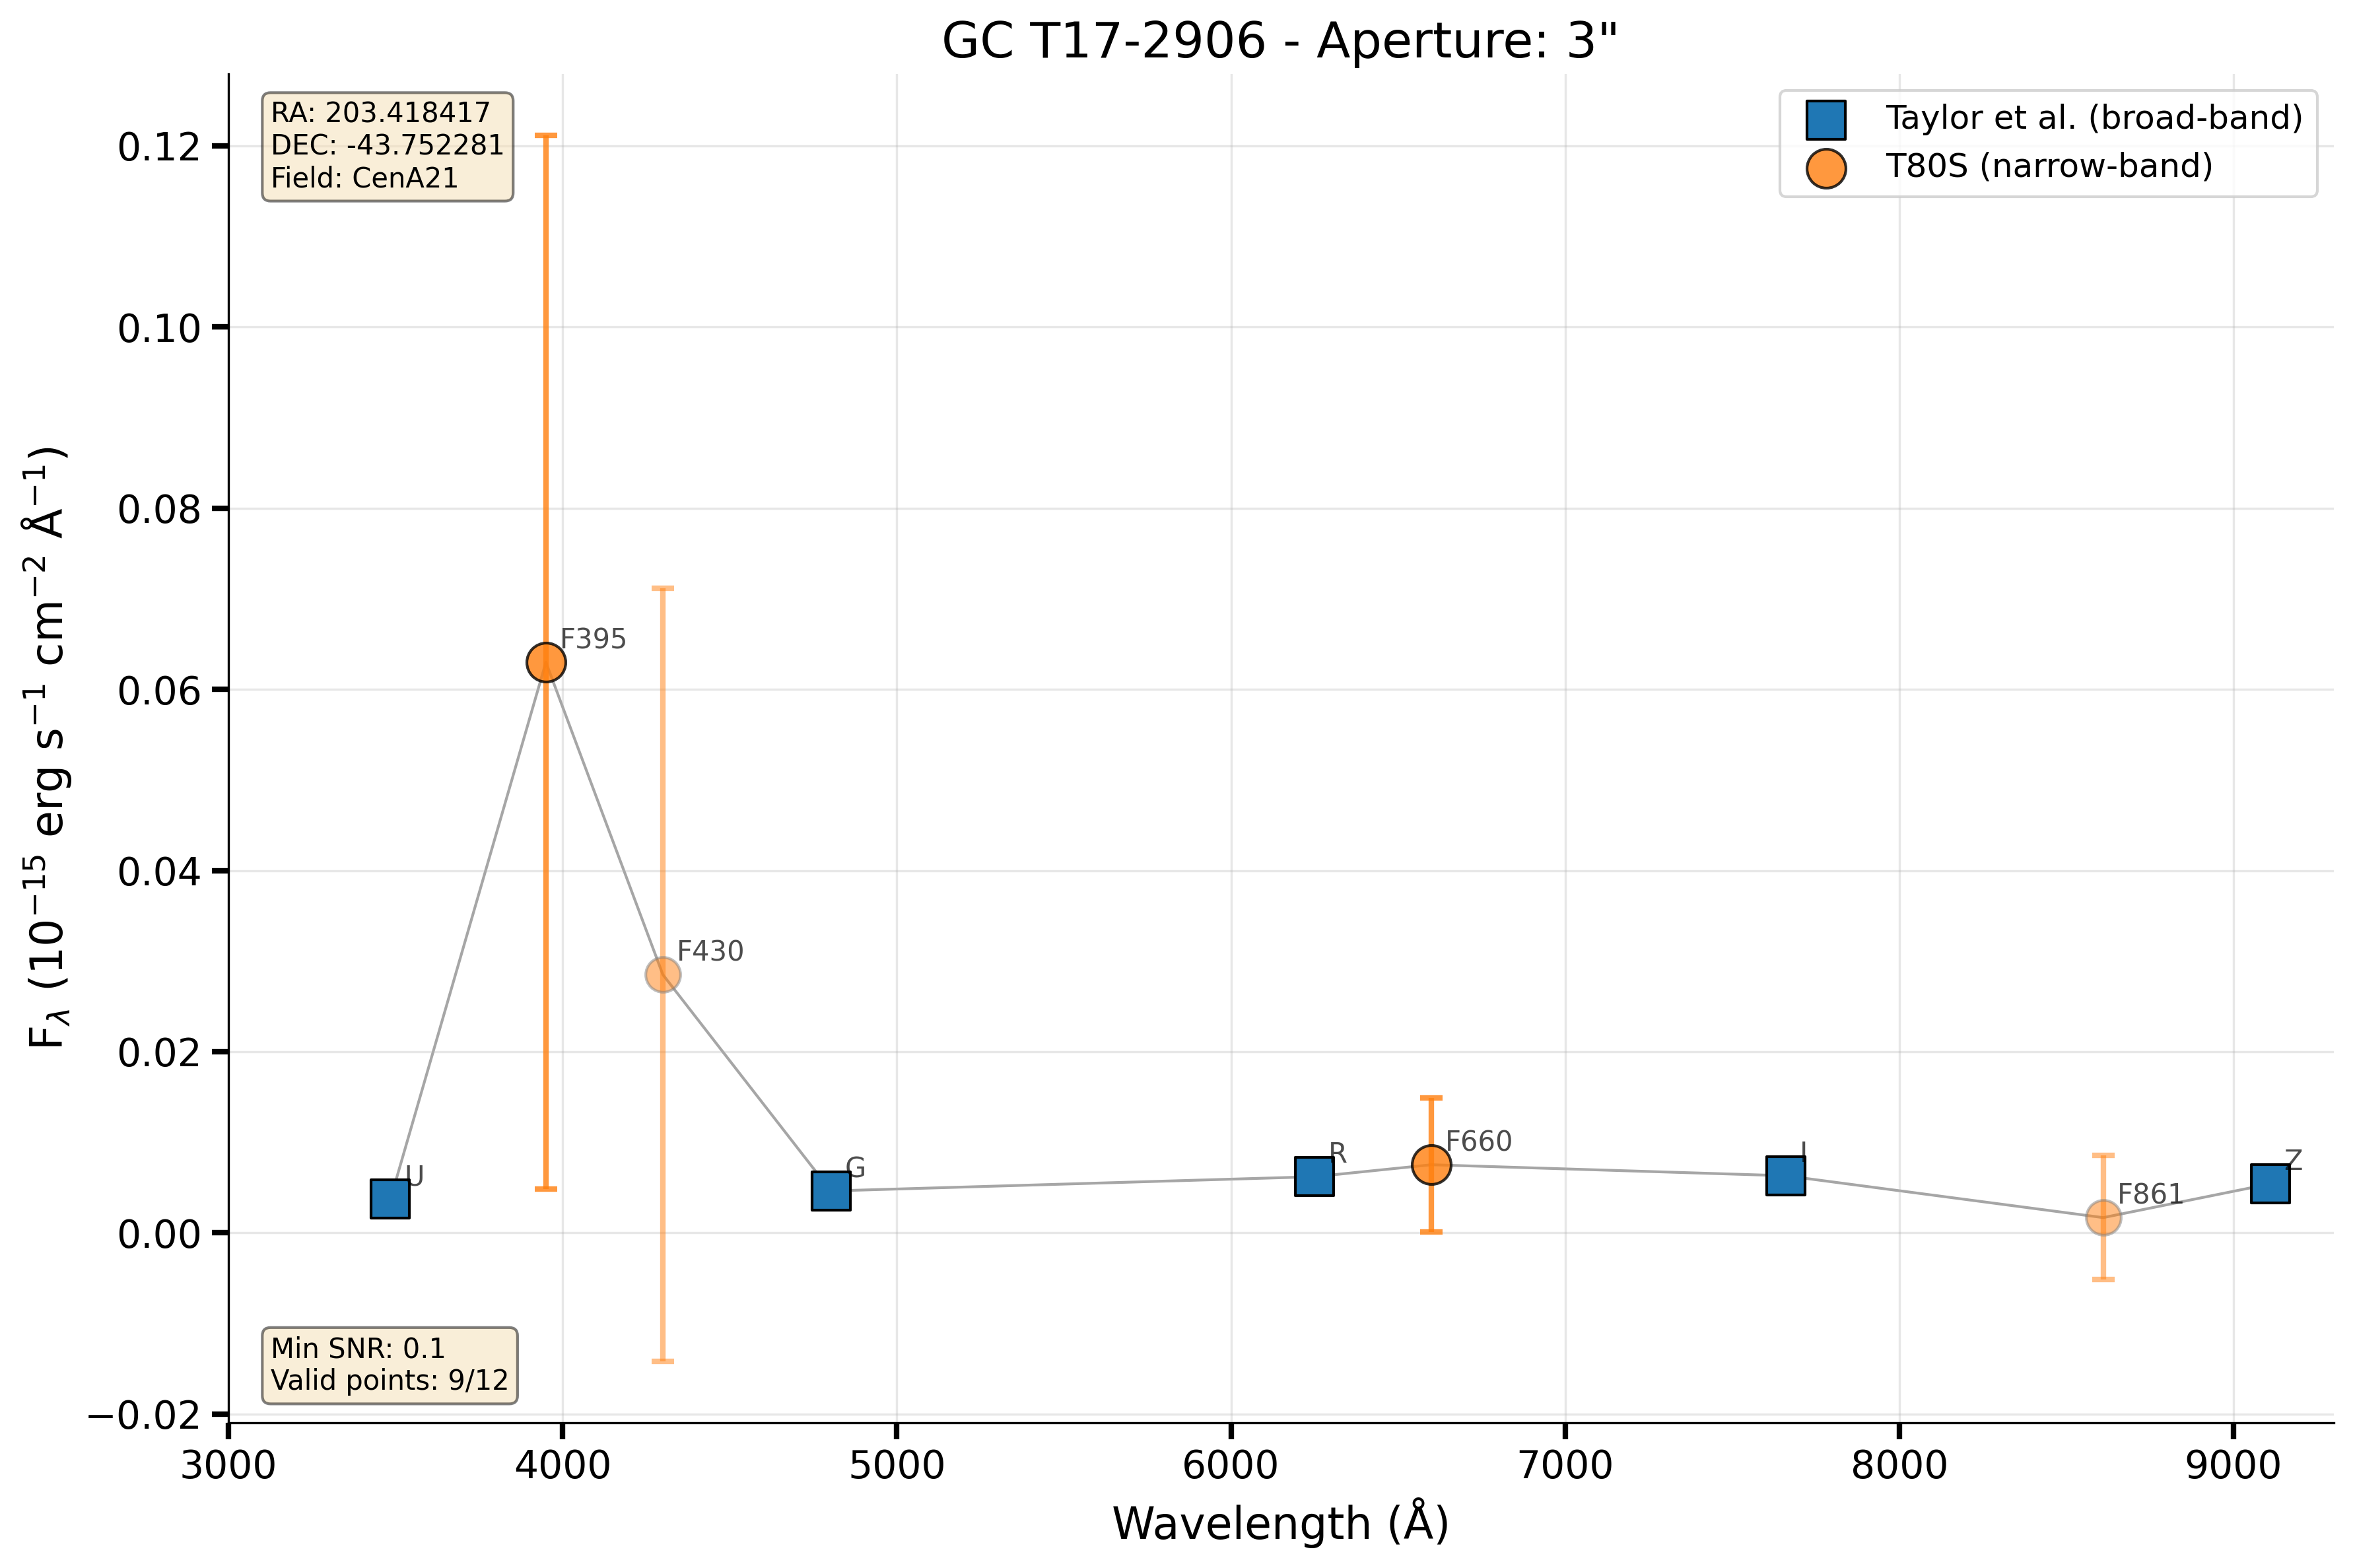 GC T17-2906 - Aperture: 3"
RA: 203.418417
DEC: -43.752281
Field: CenA21
Taylor et al. (broad-band)
T80S (narrow-band)
F_λ (10⁻¹⁵ erg s⁻¹ cm⁻² Å⁻¹)
0.12
0.10
0.08
0.06
0.04
0.02
0.00
−0.02
U
F395
F430
G
R
F660
I
F861
Z
Min SNR: 0.1
Valid points: 9/12
3000
4000
5000
6000
7000
8000
9000
Wavelength (Å)